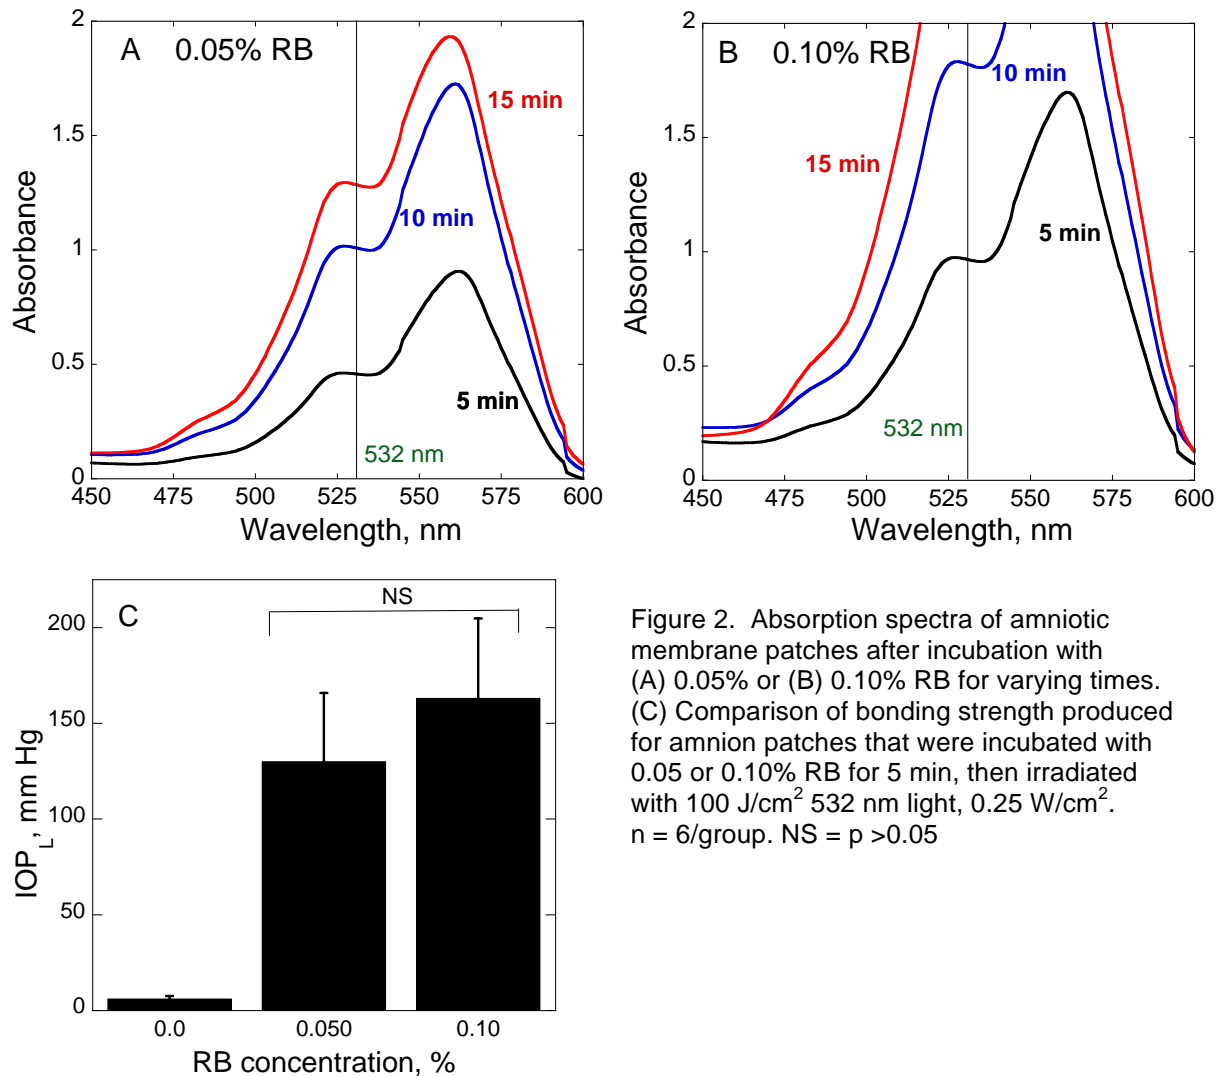 A 0.05% RB
2
1.5
1
0.5
0
Absorbance
15 min
10 min
5 min
532 nm
450 475 500 525 550 575 600
Wavelength, nm
B 0.10% RB
2
1.5
1
0.5
0
Absorbance
10 min
15 min
5 min
532 nm
450 475 500 525 550 575 600
Wavelength, nm
C
NS
200
150
100
50
0
IOP_L, mm Hg
0.0 0.050 0.10
RB concentration, %
Figure 2. Absorption spectra of amniotic
membrane patches after incubation with
(A) 0.05% or (B) 0.10% RB for varying times.
(C) Comparison of bonding strength produced
for amnion patches that were incubated with
0.05 or 0.10% RB for 5 min, then irradiated
with 100 J/cm² 532 nm light, 0.25 W/cm².
n = 6/group. NS = p >0.05